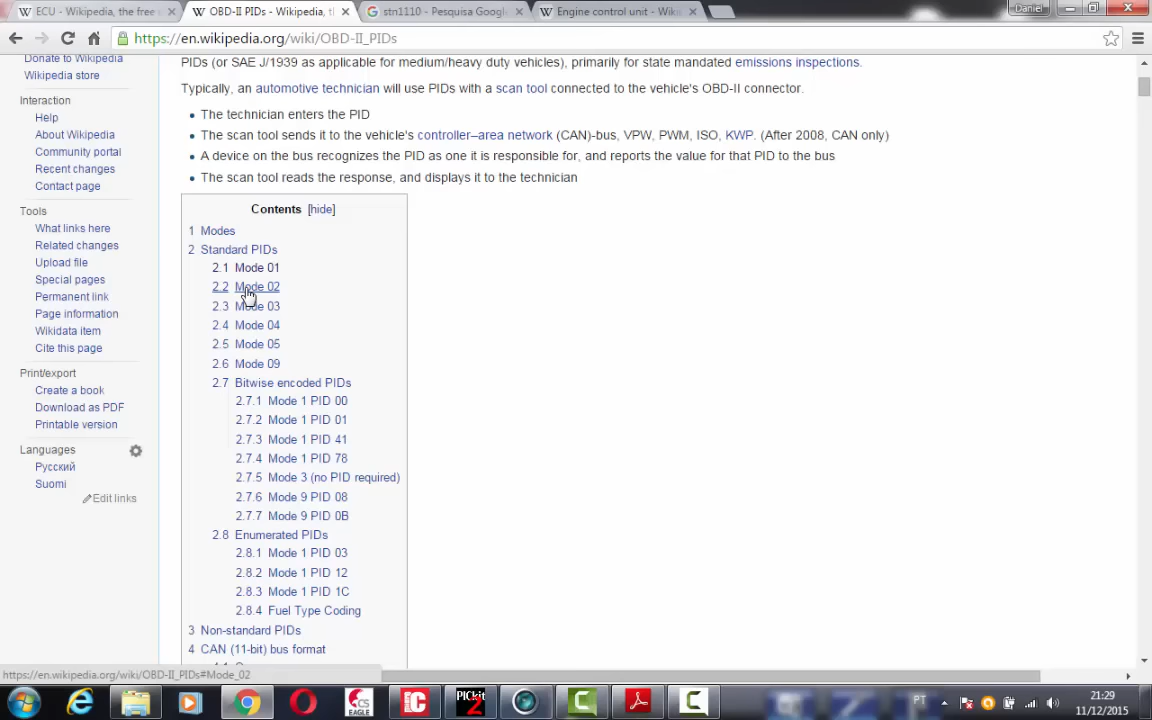 ECU - Wikipedia, the free
OBD-II PIDs - Wikipedia, t
stn1110 - Pesquisa Google
Engine control unit - Wik
Daniel
https://en.wikipedia.org/wiki/OBD-II_PIDs
Donate to Wikipedia
Wikipedia store
Interaction
Help
About Wikipedia
Community portal
Recent changes
Contact page
Tools
What links here
Related changes
Upload file
Special pages
Permanent link
Page information
Wikidata item
Cite this page
Print/export
Create a book
Download as PDF
Printable version
Languages
Русский
Suomi
Edit links
PIDs (or SAE J/1939 as applicable for medium/heavy duty vehicles), primarily for state mandated emissions inspections.
Typically, an automotive technician will use PIDs with a scan tool connected to the vehicle's OBD-II connector.
• The technician enters the PID
• The scan tool sends it to the vehicle's controller–area network (CAN)-bus, VPW, PWM, ISO, KWP. (After 2008, CAN only)
• A device on the bus recognizes the PID as one it is responsible for, and reports the value for that PID to the bus
• The scan tool reads the response, and displays it to the technician
Contents [hide]
1 Modes
2 Standard PIDs
2.1 Mode 01
2.2 Mode 02
2.3 Mode 03
2.4 Mode 04
2.5 Mode 05
2.6 Mode 09
2.7 Bitwise encoded PIDs
2.7.1 Mode 1 PID 00
2.7.2 Mode 1 PID 01
2.7.3 Mode 1 PID 41
2.7.4 Mode 1 PID 78
2.7.5 Mode 3 (no PID required)
2.7.6 Mode 9 PID 08
2.7.7 Mode 9 PID 0B
2.8 Enumerated PIDs
2.8.1 Mode 1 PID 03
2.8.2 Mode 1 PID 12
2.8.3 Mode 1 PID 1C
2.8.4 Fuel Type Coding
3 Non-standard PIDs
4 CAN (11-bit) bus format
https://en.wikipedia.org/wiki/OBD-II_PIDs#Mode_02
CS
EAGLE
PICkit
2
PT
21:29
11/12/2015